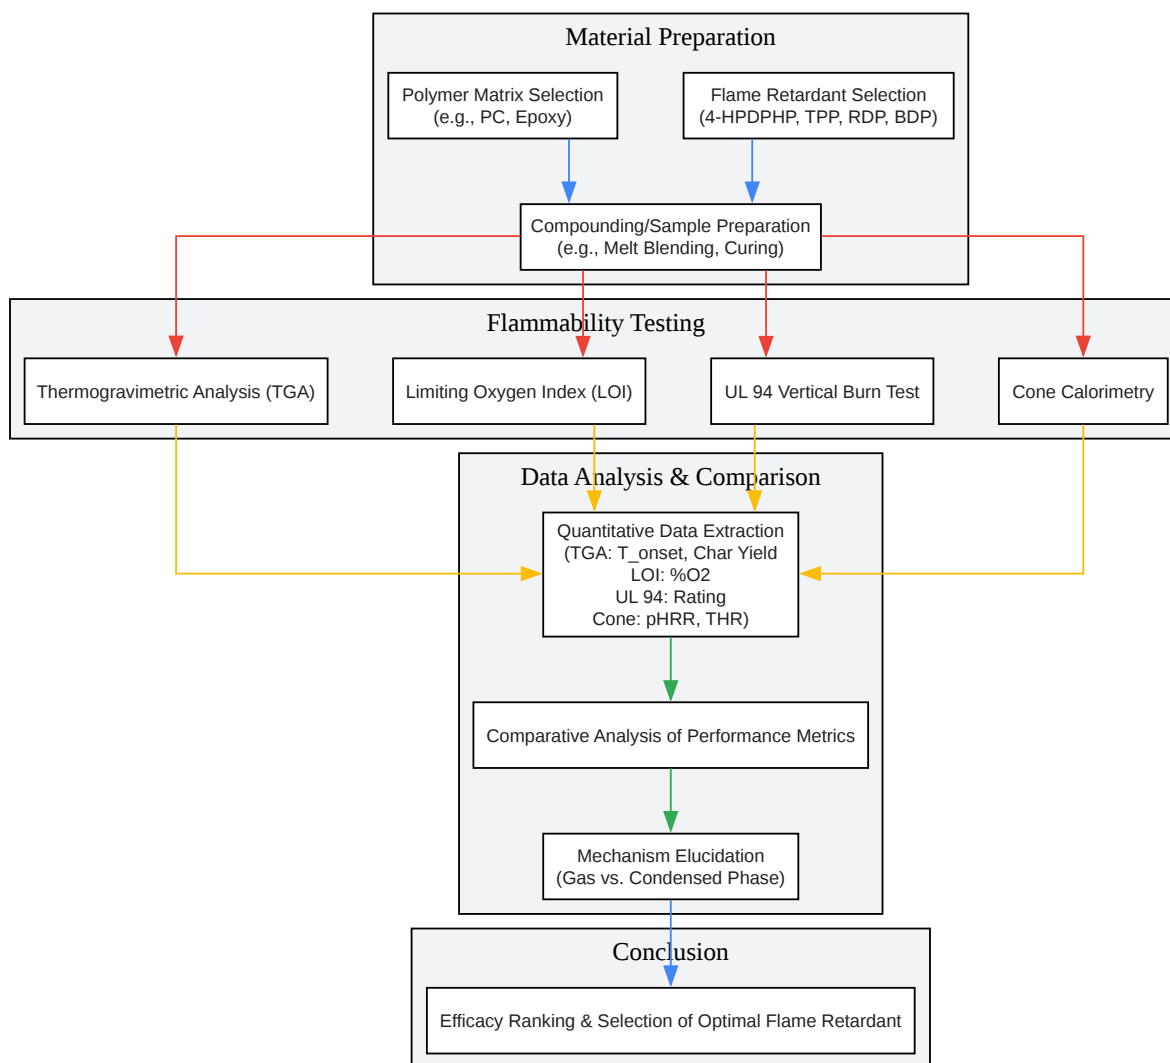 Material Preparation
Polymer Matrix Selection
(e.g., PC, Epoxy)
Flame Retardant Selection
(4-HPDPHP, TPP, RDP, BDP)
Compounding/Sample Preparation
(e.g., Melt Blending, Curing)
Flammability Testing
Thermogravimetric Analysis (TGA)
Limiting Oxygen Index (LOI)
UL 94 Vertical Burn Test
Cone Calorimetry
Data Analysis & Comparison
Quantitative Data Extraction
(TGA: T_onset, Char Yield
LOI: %O2
UL 94: Rating
Cone: pHRR, THR)
Comparative Analysis of Performance Metrics
Mechanism Elucidation
(Gas vs. Condensed Phase)
Conclusion
Efficacy Ranking & Selection of Optimal Flame Retardant